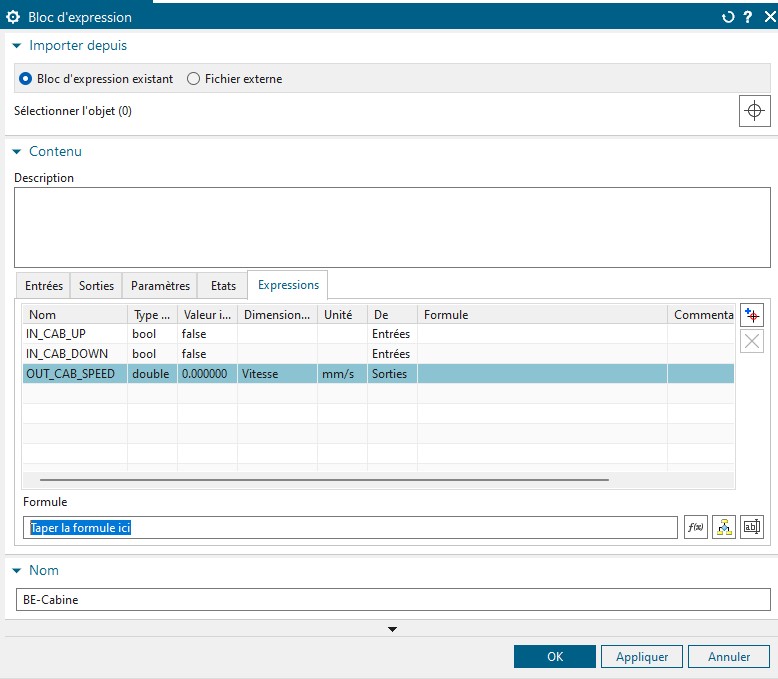 Bloc d'expression
Importer depuis
Bloc d'expression existant Fichier externe
Sélectionner l'objet (0)
Contenu
Description
Entrées Sorties Paramètres Etats Expressions
Nom Type ... Valeur i... Dimension... Unité De Formule Commenta
IN_CAB_UP bool false Entrées
IN_CAB_DOWN bool false Entrées
OUT_CAB_SPEED double 0.000000 Vitesse mm/s Sorties
Formule
Taper la formule ici f(x) ab
Nom
BE-Cabine
OK Appliquer Annuler